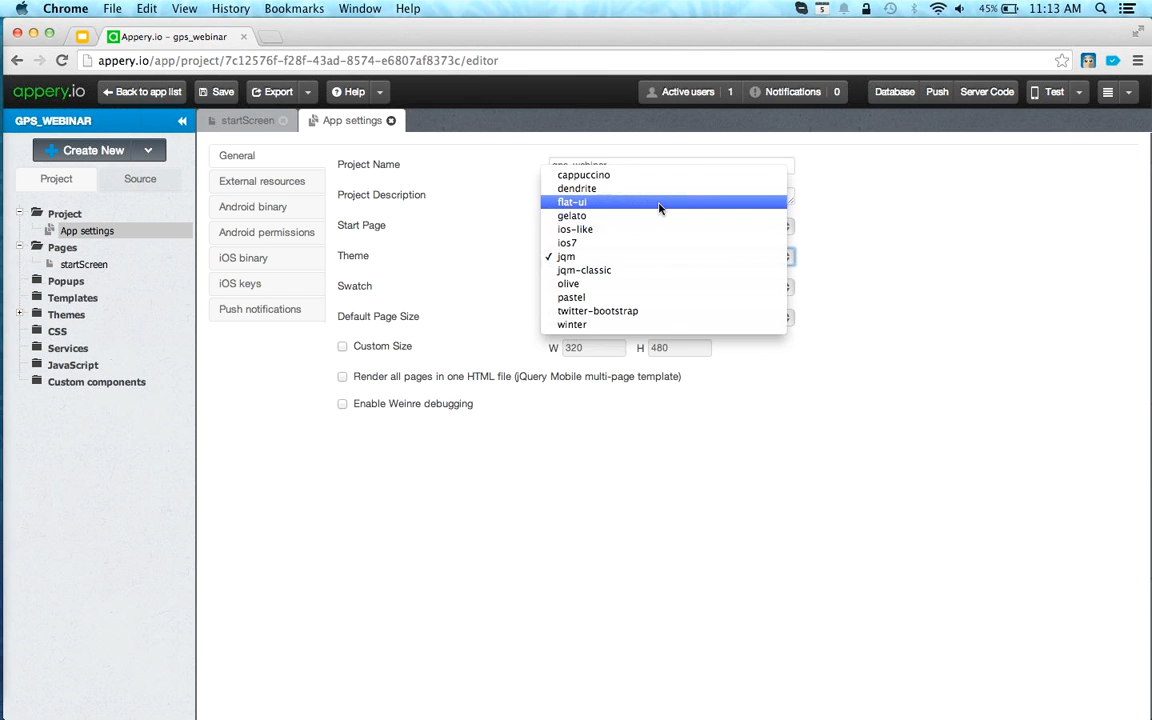 Chrome File Edit View History Bookmarks Window Help 5 45% 11:13 AM
Appery.io - gps_webinar
appery.io/app/project/7c12576f-f28f-43ad-8574-e6807af8373c/editor
appery.io Back to app list Save Export Help Active users 1 Notifications 0 Database Push Server Code Test
GPS_WEBINAR startScreen App settings
Create New
Project Source
Project
App settings
Pages
startScreen
Popups
Templates
Themes
CSS
Services
JavaScript
Custom components
General
External resources
Android binary
Android permissions
iOS binary
iOS keys
Push notifications
Project Name gps_webinar
Project Description
Start Page
Theme
Swatch
Default Page Size
cappuccino
dendrite
flat-ui
gelato
ios-like
ios7
✓ jqm
jqm-classic
olive
pastel
twitter-bootstrap
winter
Custom Size W 320 H 480
Render all pages in one HTML file (jQuery Mobile multi-page template)
Enable Weinre debugging